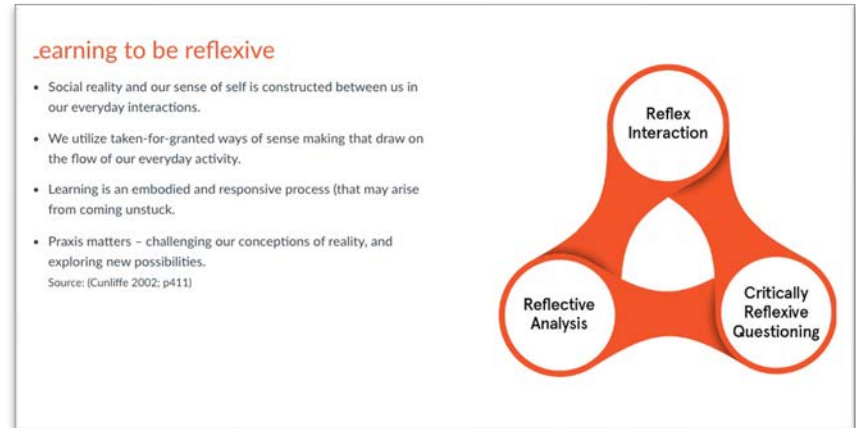 Learning to be reflexive
• Social reality and our sense of self is constructed between us in
our everyday interactions.
• We utilize taken-for-granted ways of sense making that draw on
the flow of our everyday activity.
• Learning is an embodied and responsive process (that may arise
from coming unstuck.
• Praxis matters – challenging our conceptions of reality, and
exploring new possibilities.
Source: (Cunliffe 2002; p411)
Reflex
Interaction
Reflective
Analysis
Critically
Reflexive
Questioning